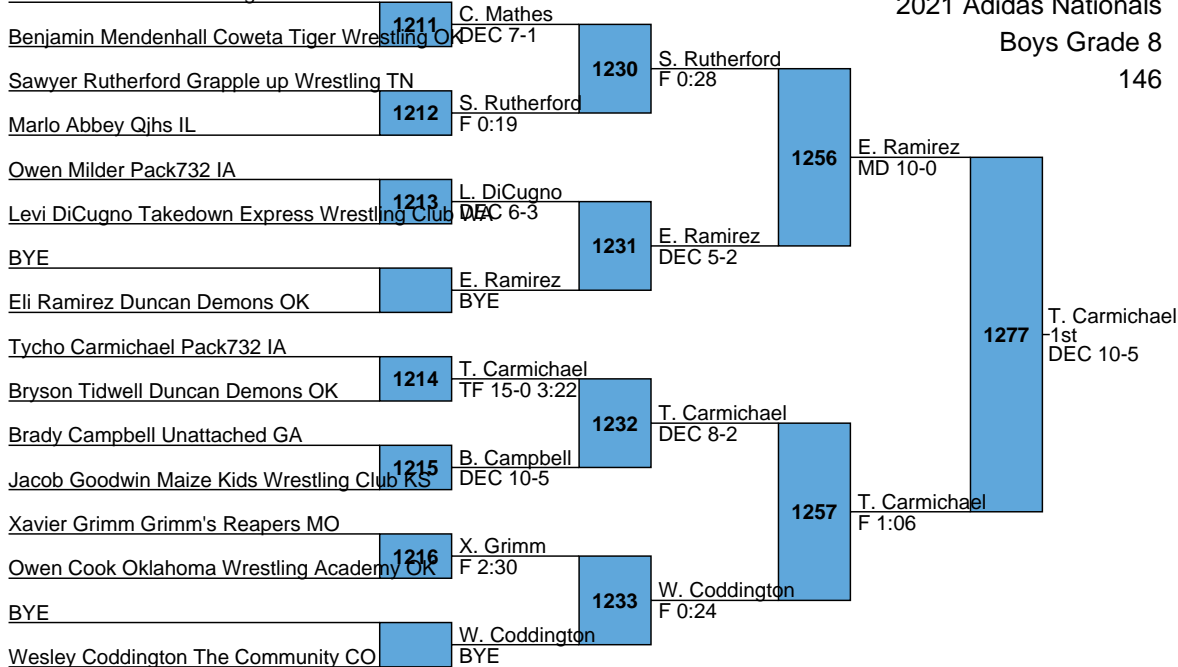 2021 Adidas Nationals
Boys Grade 8
146
1211
C. Mathes
DEC 7-1
Benjamin Mendenhall Coweta Tiger Wrestling OK
1230
S. Rutherford
F 0:28
Sawyer Rutherford Grapple up Wrestling TN
1212
S. Rutherford
F 0:19
Marlo Abbey Qjhs IL
1256
E. Ramirez
MD 10-0
Owen Milder Pack732 IA
1213
L. DiCugno
DEC 6-3
Levi DiCugno Takedown Express Wrestling Club WA
1231
E. Ramirez
DEC 5-2
BYE
E. Ramirez
BYE
Eli Ramirez Duncan Demons OK
1277
T. Carmichael
1st
DEC 10-5
Tycho Carmichael Pack732 IA
1214
T. Carmichael
TF 15-0 3:22
Bryson Tidwell Duncan Demons OK
1232
T. Carmichael
DEC 8-2
Brady Campbell Unattached GA
1215
B. Campbell
DEC 10-5
Jacob Goodwin Maize Kids Wrestling Club KS
1257
T. Carmichael
F 1:06
Xavier Grimm Grimm's Reapers MO
1216
X. Grimm
F 2:30
Owen Cook Oklahoma Wrestling Academy OK
1233
W. Coddington
F 0:24
BYE
W. Coddington
BYE
Wesley Coddington The Community CO